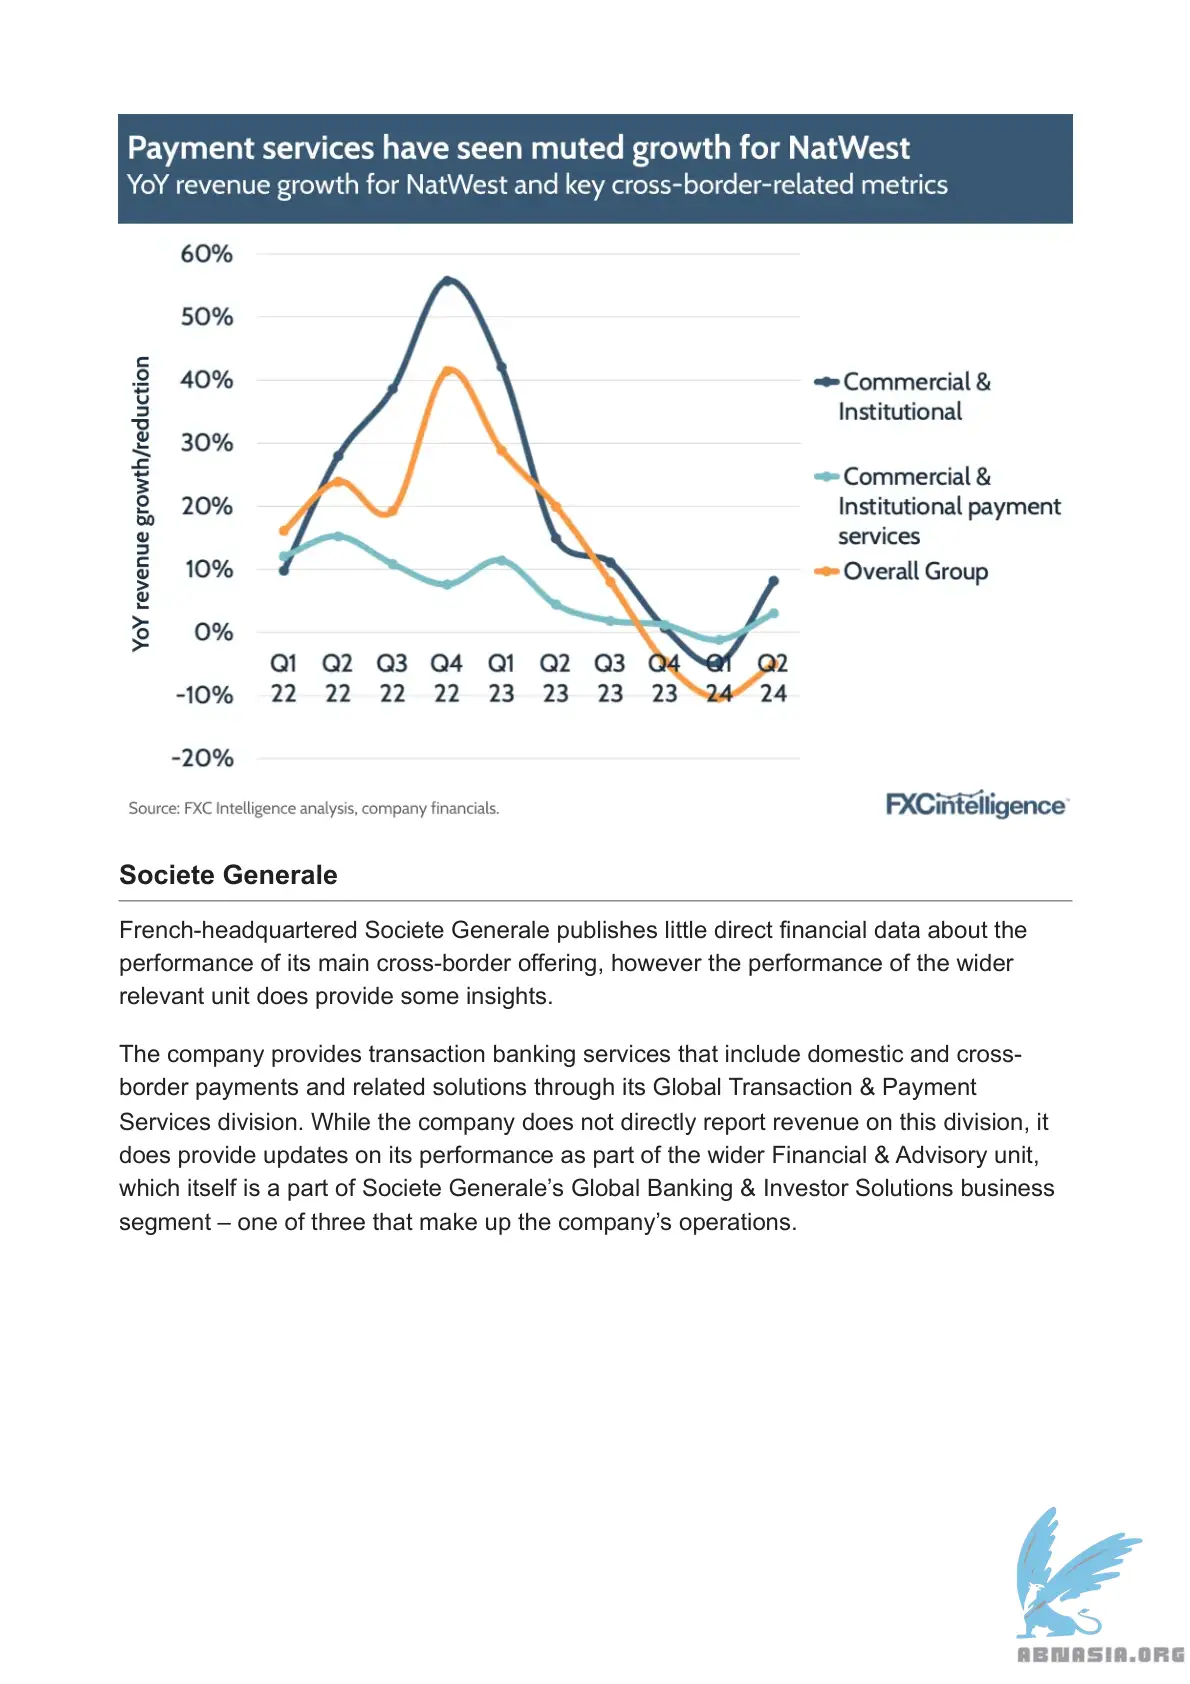 Payment services have seen muted growth for NatWest
YoY revenue growth for NatWest and key cross-border-related metrics
YoY revenue growth/reduction
60%
50%
40%
30%
20%
10%
0%
-10%
-20%
Q1 Q2 Q3 Q4 Q1 Q2 Q3 Q4 Q1 Q2
22 22 22 22 23 23 23 23 24 24
Commercial &
Institutional
Commercial &
Institutional payment
services
Overall Group
Source: FXC Intelligence analysis, company financials.
FXCintelligence™
Societe Generale
French-headquartered Societe Generale publishes little direct financial data about the
performance of its main cross-border offering, however the performance of the wider
relevant unit does provide some insights.
The company provides transaction banking services that include domestic and cross-
border payments and related solutions through its Global Transaction & Payment
Services division. While the company does not directly report revenue on this division, it
does provide updates on its performance as part of the wider Financial & Advisory unit,
which itself is a part of Societe Generale’s Global Banking & Investor Solutions business
segment – one of three that make up the company’s operations.
ABNASIA.ORG